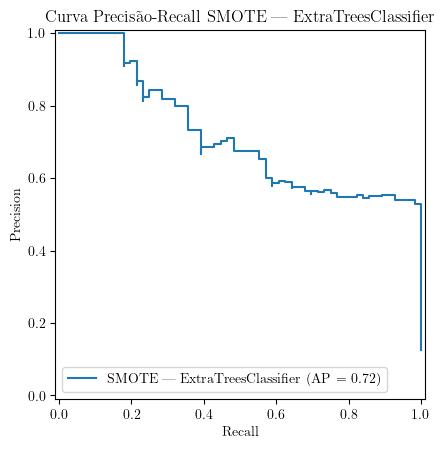 Curva Precisão-Recall SMOTE — ExtraTreesClassifier
1.0
0.8
0.6
0.4
0.2
0.0
Precision
SMOTE — ExtraTreesClassifier (AP = 0.72)
0.0 0.2 0.4 0.6 0.8 1.0
Recall